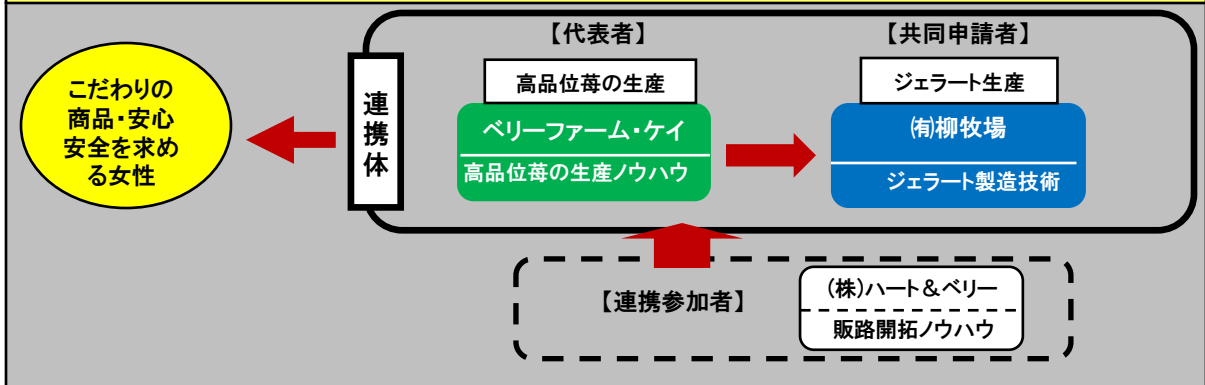 【代表者】
【共同申請者】
こだわりの
商品・安心
安全を求め
る女性
連携体
高品位苺の生産
ベリーファーム・ケイ
高品位苺の生産ノウハウ
ジェラート生産
㈲柳牧場
ジェラート製造技術
【連携参加者】
(株)ハート&ベリー
販路開拓ノウハウ